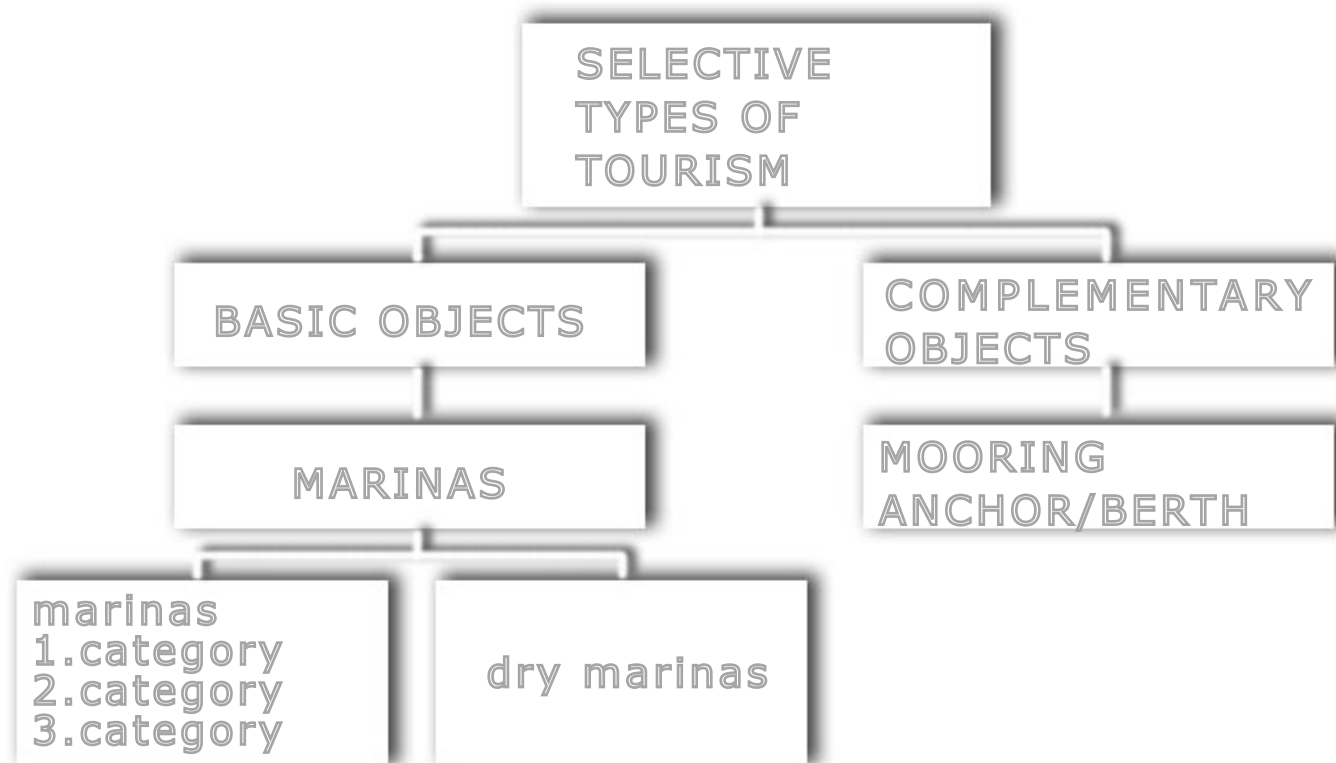 SELECTIVE
TYPES OF
TOURISM
BASIC OBJECTS
COMPLEMENTARY
OBJECTS
MARINAS
MOORING
ANCHOR/BERTH
marinas
1.category
2.category
3.category
dry marinas